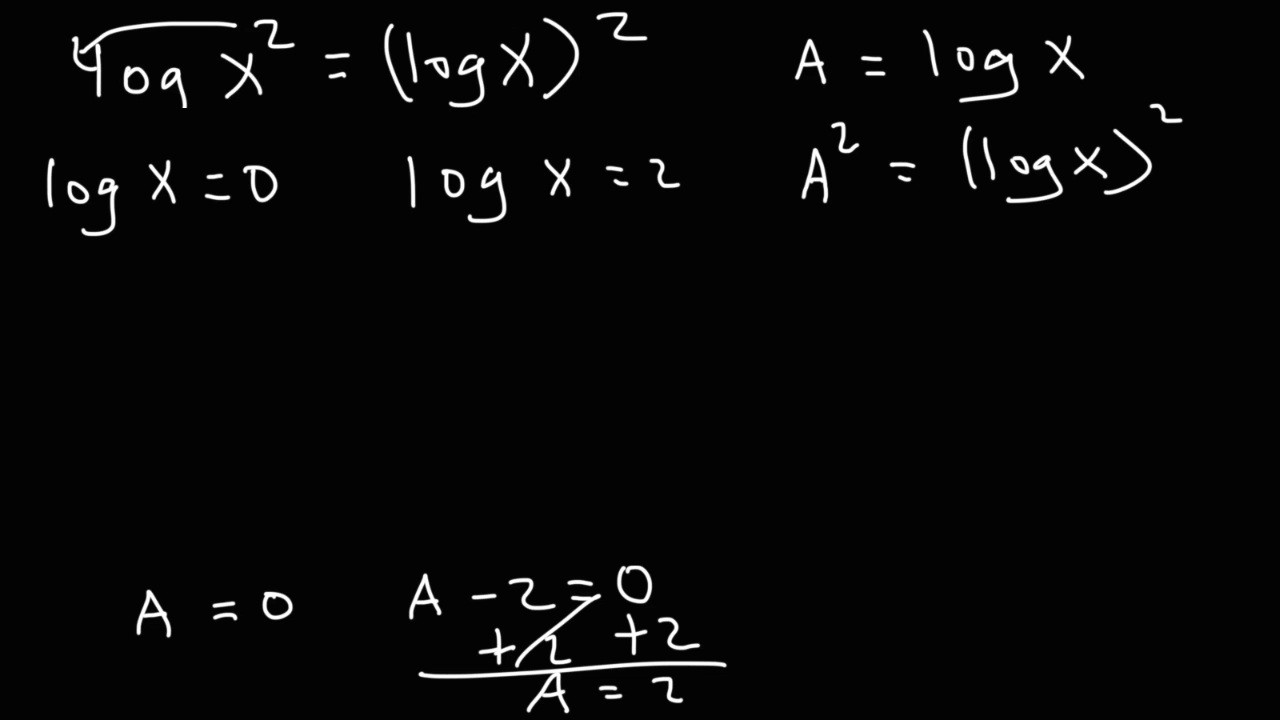 log x² = (log x)²
A = log x
A² = (log x)²
log x = 0
log x = 2
A = 0
A - 2 = 0
+ 2 + 2
A = 2